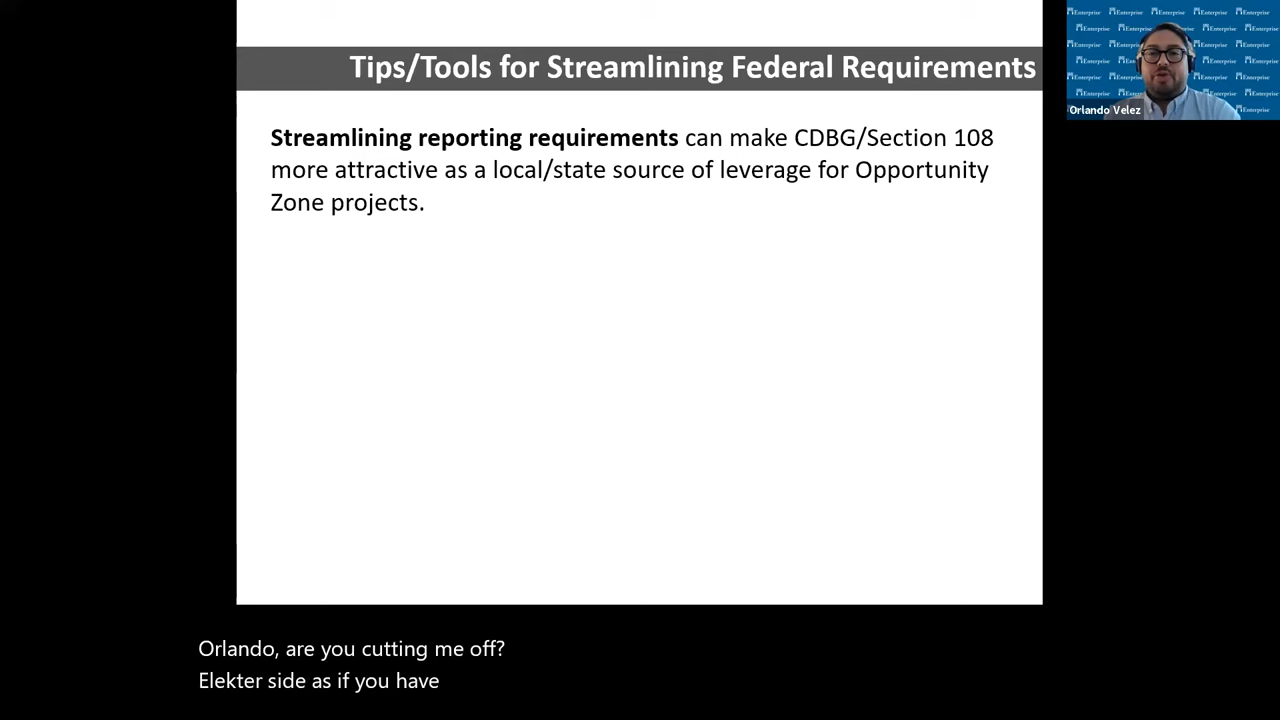 Tips/Tools for Streamlining Federal Requirements
Streamlining reporting requirements can make CDBG/Section 108
more attractive as a local/state source of leverage for Opportunity
Zone projects.
Enterprise
Orlando Velez
Orlando, are you cutting me off?
Elekter side as if you have